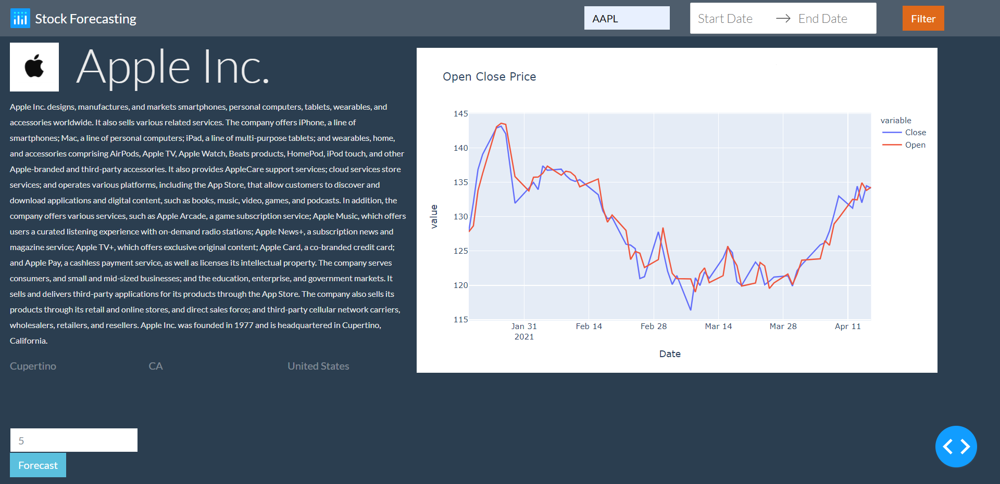 Stock Forecasting
AAPL
Start Date
End Date
Filter
Apple Inc.
Apple Inc. designs, manufactures, and markets smartphones, personal computers, tablets, wearables, and
accessories worldwide. It also sells various related services. The company offers iPhone, a line of
smartphones; Mac, a line of personal computers; iPad, a line of multi-purpose tablets; and wearables, home,
and accessories comprising AirPods, Apple TV, Apple Watch, Beats products, HomePod, iPod touch, and other
Apple-branded and third-party accessories. It also provides AppleCare support services; cloud services store
services; and operates various platforms, including the App Store, that allow customers to discover and
download applications and digital content, such as books, music, video, games, and podcasts. In addition, the
company offers various services, such as Apple Arcade, a game subscription service; Apple Music, which offers
users a curated listening experience with on-demand radio stations; Apple News+, a subscription news and
magazine service; Apple TV+, which offers exclusive original content; Apple Card, a co-branded credit card;
and Apple Pay, a cashless payment service, as well as licenses its intellectual property. The company serves
consumers, and small and mid-sized businesses; and the education, enterprise, and government markets. It
sells and delivers third-party applications for its products through the App Store. The company also sells its
products through its retail and online stores, and direct sales force; and third-party cellular network carriers,
wholesalers, retailers, and resellers. Apple Inc. was founded in 1977 and is headquartered in Cupertino,
California.
Cupertino
CA
United States
5
Forecast
Open Close Price
145
140
135
130
125
120
115
value
Jan 31
2021
Feb 14
Feb 28
Mar 14
Mar 28
Apr 11
Date
variable
Close
Open